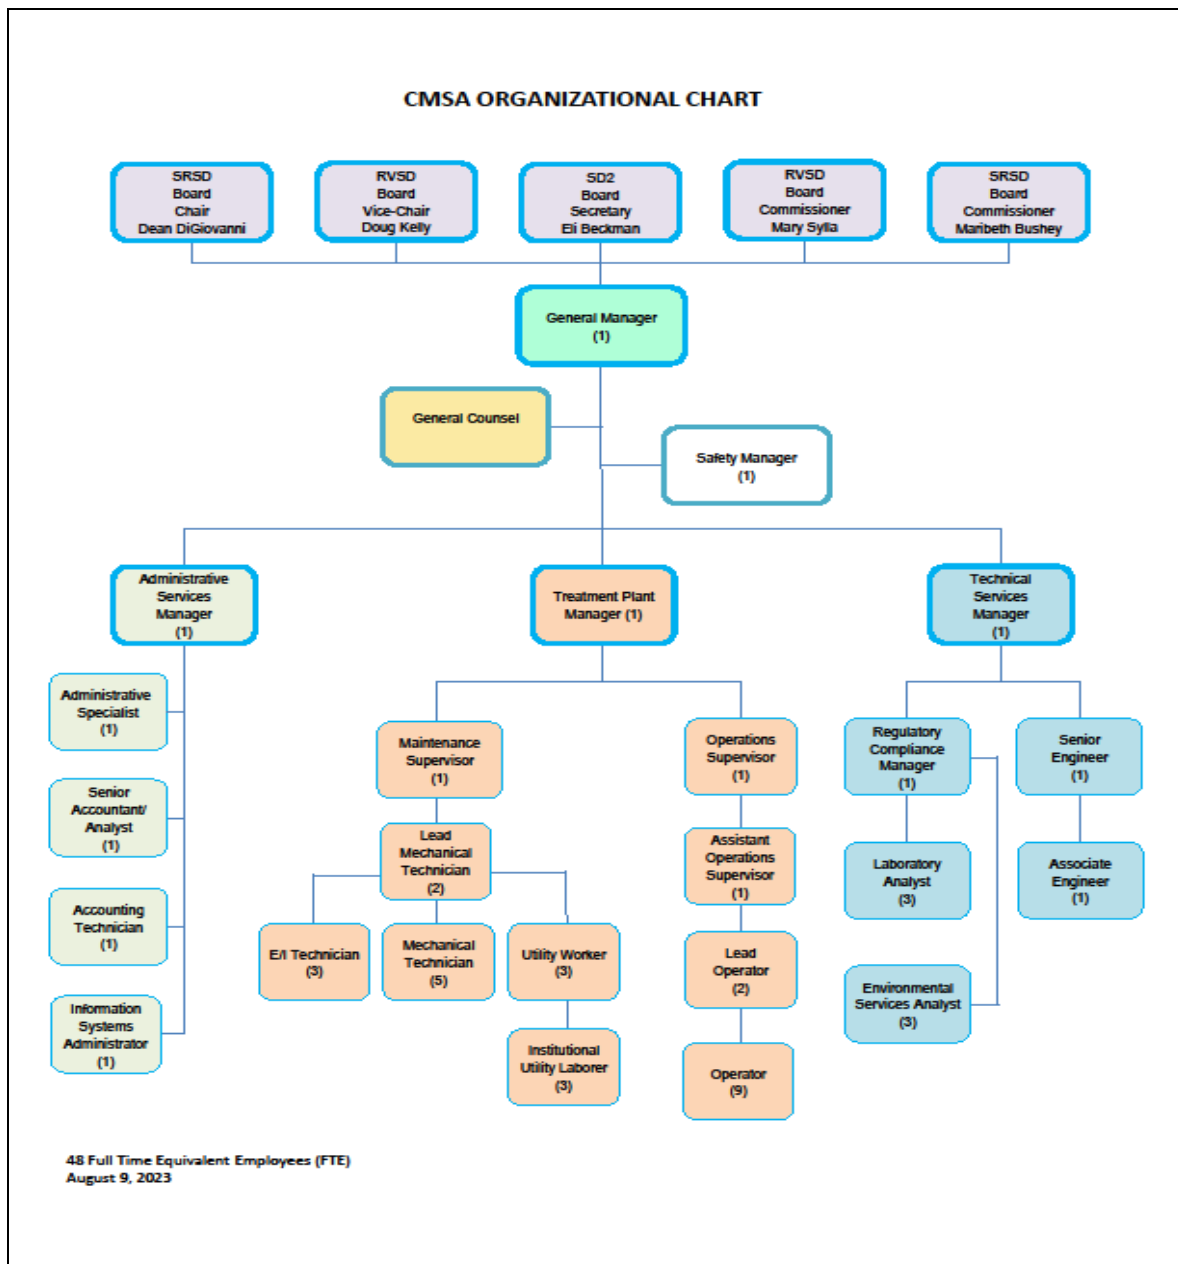 CMSA ORGANIZATIONAL CHART
SRSD
Board
Chair
Dean DiGiovanni
RVSD
Board
Vice-Chair
Doug Kelly
SD2
Board
Secretary
Eli Beckman
RVSD
Board
Commissioner
Mary Sylla
SRSD
Board
Commissioner
Maribeth Bushey
General Manager
(1)
General Counsel
Safety Manager
(1)
Administrative
Services
Manager
(1)
Treatment Plant
Manager (1)
Technical
Services
Manager
(1)
Administrative
Specialist
(1)
Senior
Accountant/
Analyst
(1)
Accounting
Technician
(1)
Information
Systems
Administrator
(1)
Maintenance
Supervisor
(1)
Lead
Mechanical
Technician
(2)
E/I Technician
(3)
Mechanical
Technician
(5)
Utility Worker
(3)
Institutional
Utility Laborer
(3)
Operations
Supervisor
(1)
Assistant
Operations
Supervisor
(1)
Lead
Operator
(2)
Operator
(9)
Regulatory
Compliance
Manager
(1)
Laboratory
Analyst
(3)
Environmental
Services Analyst
(3)
Senior
Engineer
(1)
Associate
Engineer
(1)
48 Full Time Equivalent Employees (FTE)
August 9, 2023